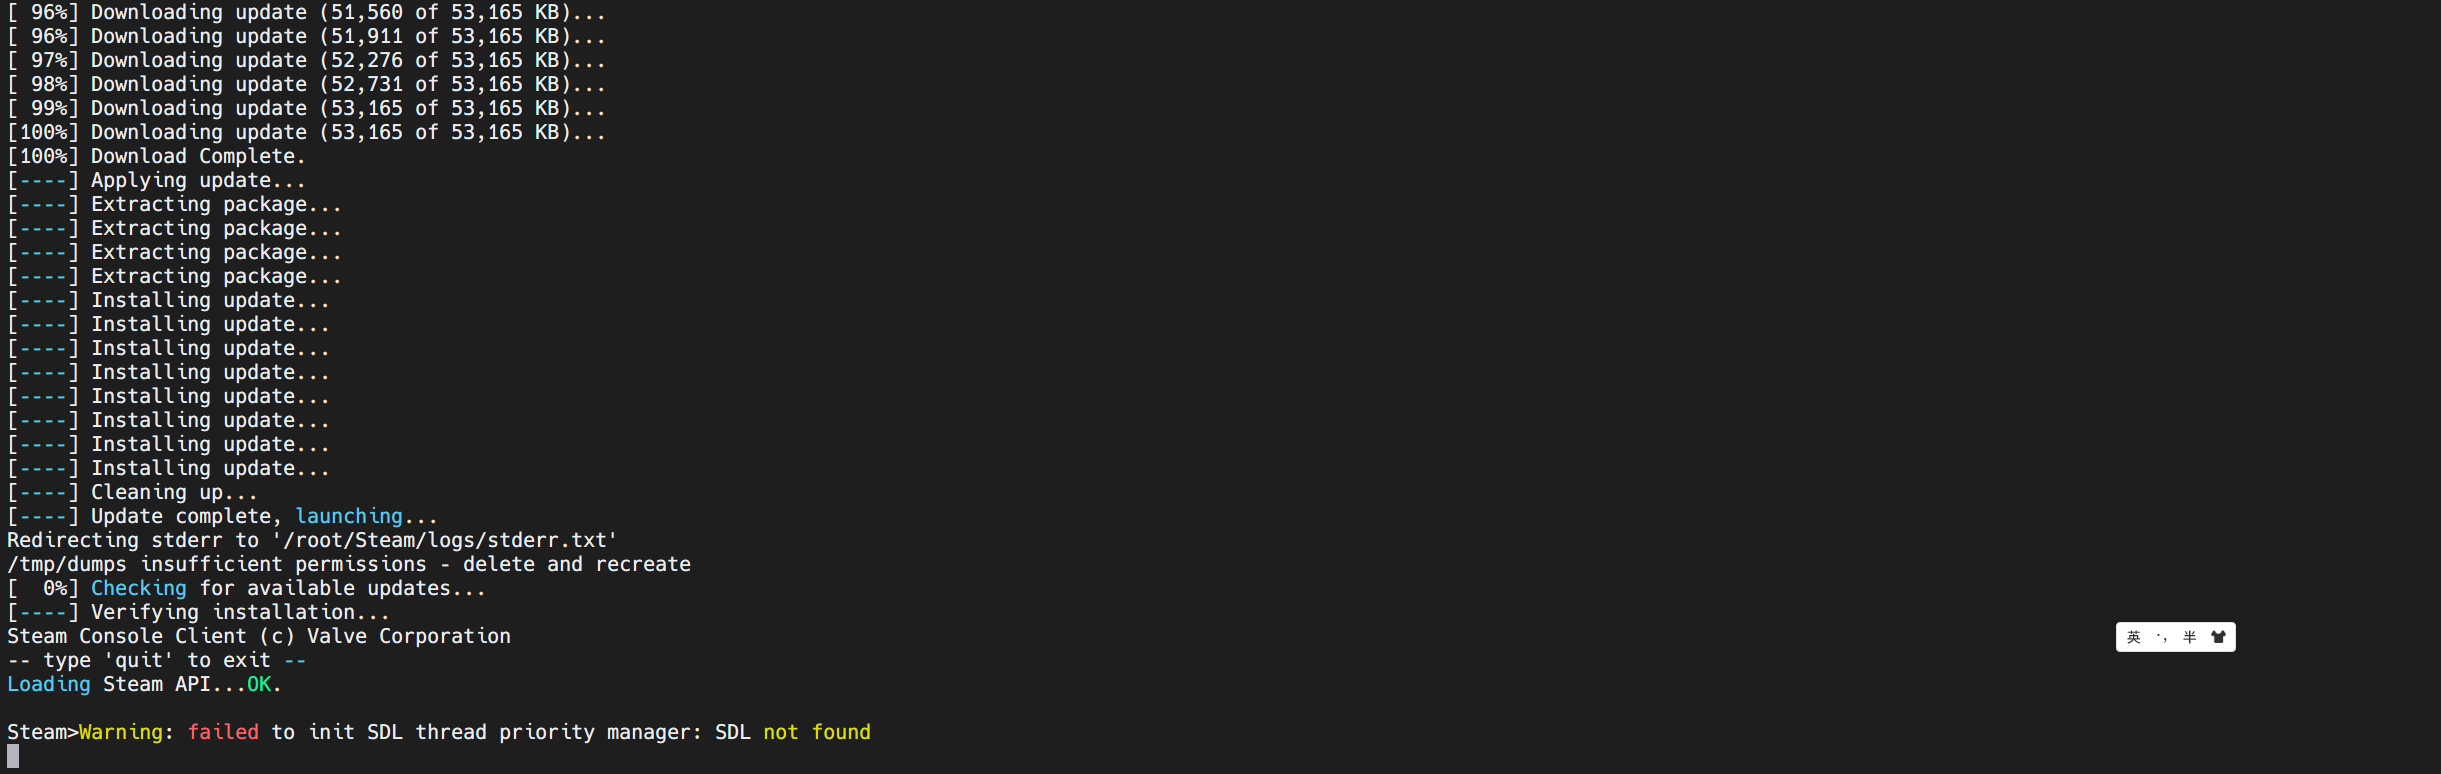 [ 96%] Downloading update (51,560 of 53,165 KB)...
[ 96%] Downloading update (51,911 of 53,165 KB)...
[ 97%] Downloading update (52,276 of 53,165 KB)...
[ 98%] Downloading update (52,731 of 53,165 KB)...
[ 99%] Downloading update (53,165 of 53,165 KB)...
[100%] Downloading update (53,165 of 53,165 KB)...
[100%] Download Complete.
[----] Applying update...
[----] Extracting package...
[----] Extracting package...
[----] Extracting package...
[----] Extracting package...
[----] Installing update...
[----] Installing update...
[----] Installing update...
[----] Installing update...
[----] Installing update...
[----] Installing update...
[----] Installing update...
[----] Installing update...
[----] Cleaning up...
[----] Update complete, launching...
Redirecting stderr to '/root/Steam/logs/stderr.txt'
/tmp/dumps insufficient permissions - delete and recreate
[  0%] Checking for available updates...
[----] Verifying installation...
Steam Console Client (c) Valve Corporation
英 ·, 半
-- type 'quit' to exit --
Loading Steam API...OK.
Steam>Warning: failed to init SDL thread priority manager: SDL not found